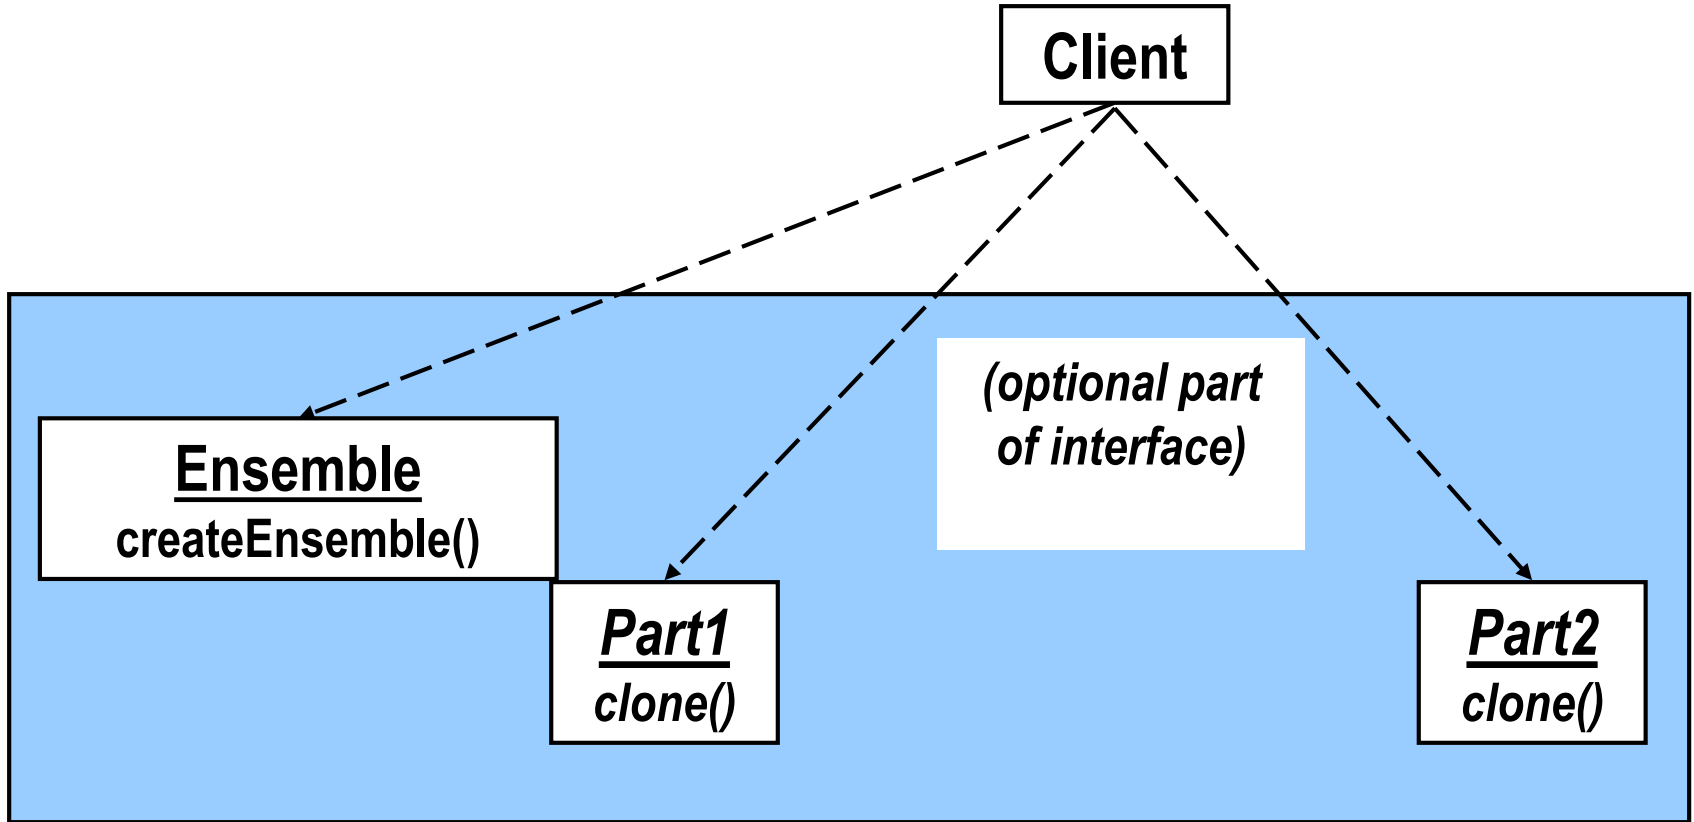 Client
(optional part
of interface)
Ensemble
createEnsemble()
Part1
clone()
Part2
clone()